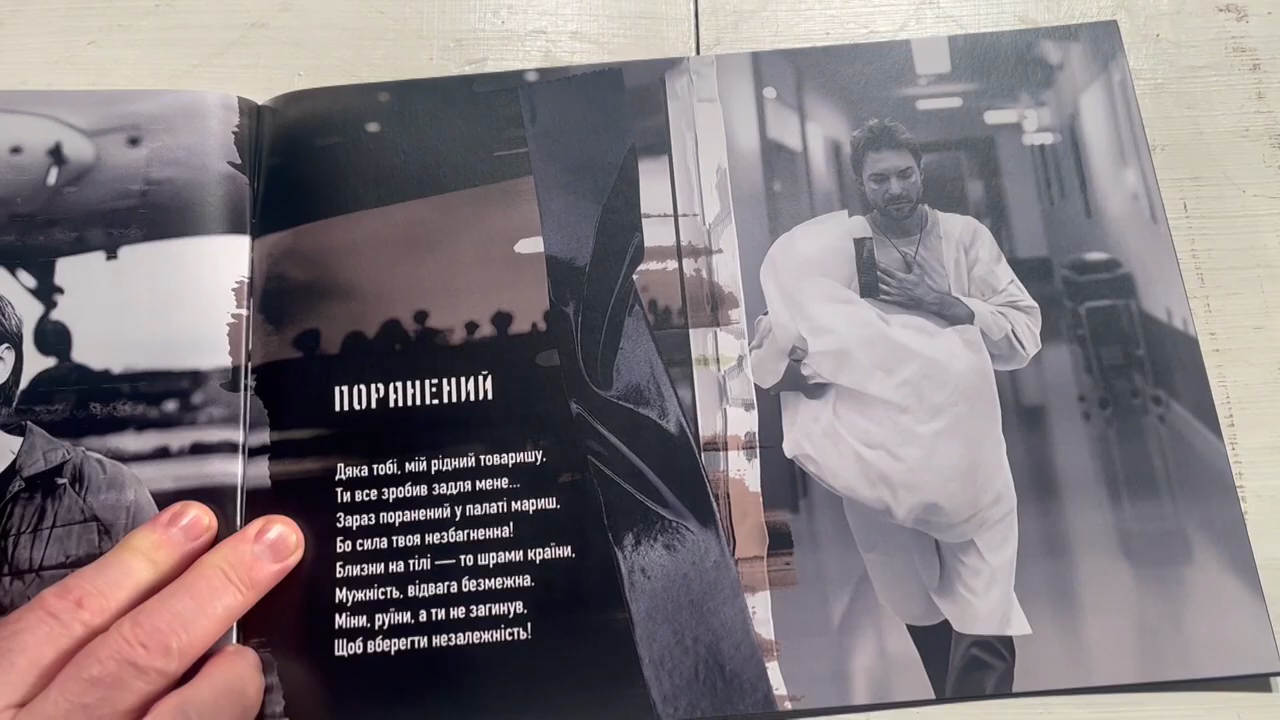 ПОРАНЕНИЙ
Дяка тобі, мій рідний товаришу,
Ти все зробив задля мене...
Зараз поранений у палаті мариш,
Бо сила твоя незбагненна!
Близни на тілі — то шрами країни,
Мужність, відвага безмежна.
Міни, руїни, а ти не загинув,
Щоб вберегти незалежність!